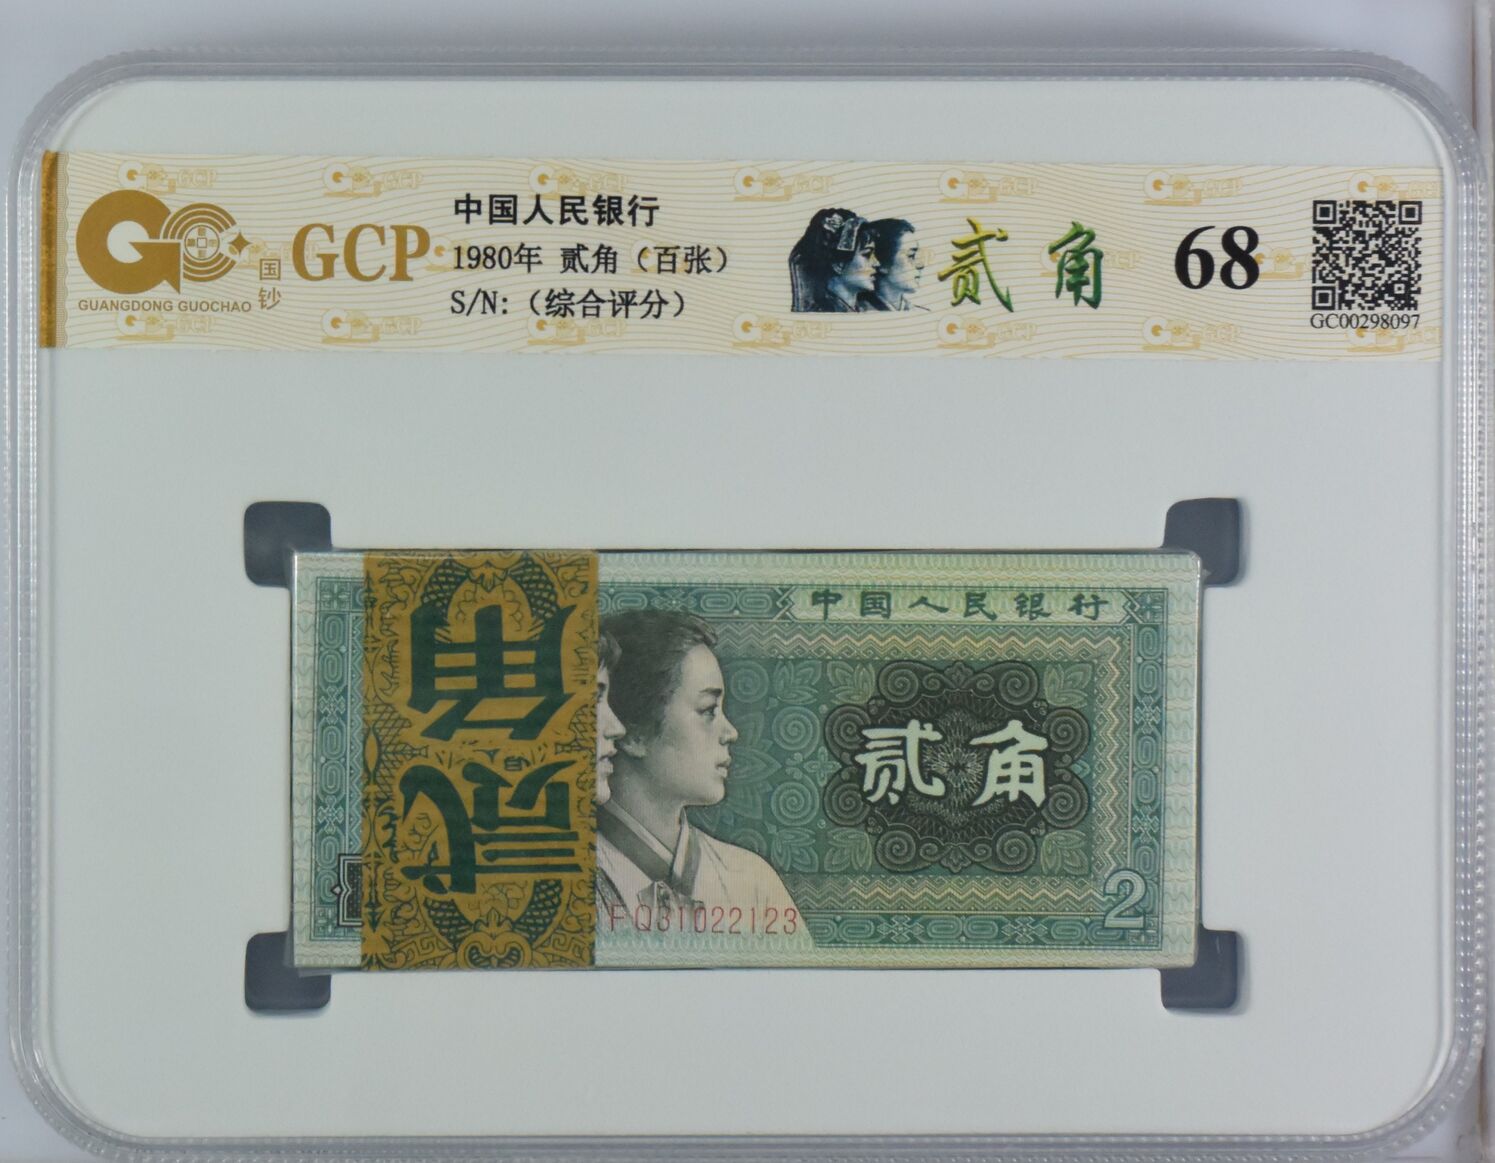 GUANGDONG GUOCHAO
国钞
GCP
中国人民银行
1980年 贰角（百张）
S/N:（综合评分）
贰角
68
GC00298097
贰角
中国人民银行
贰角
2
FQ31022123